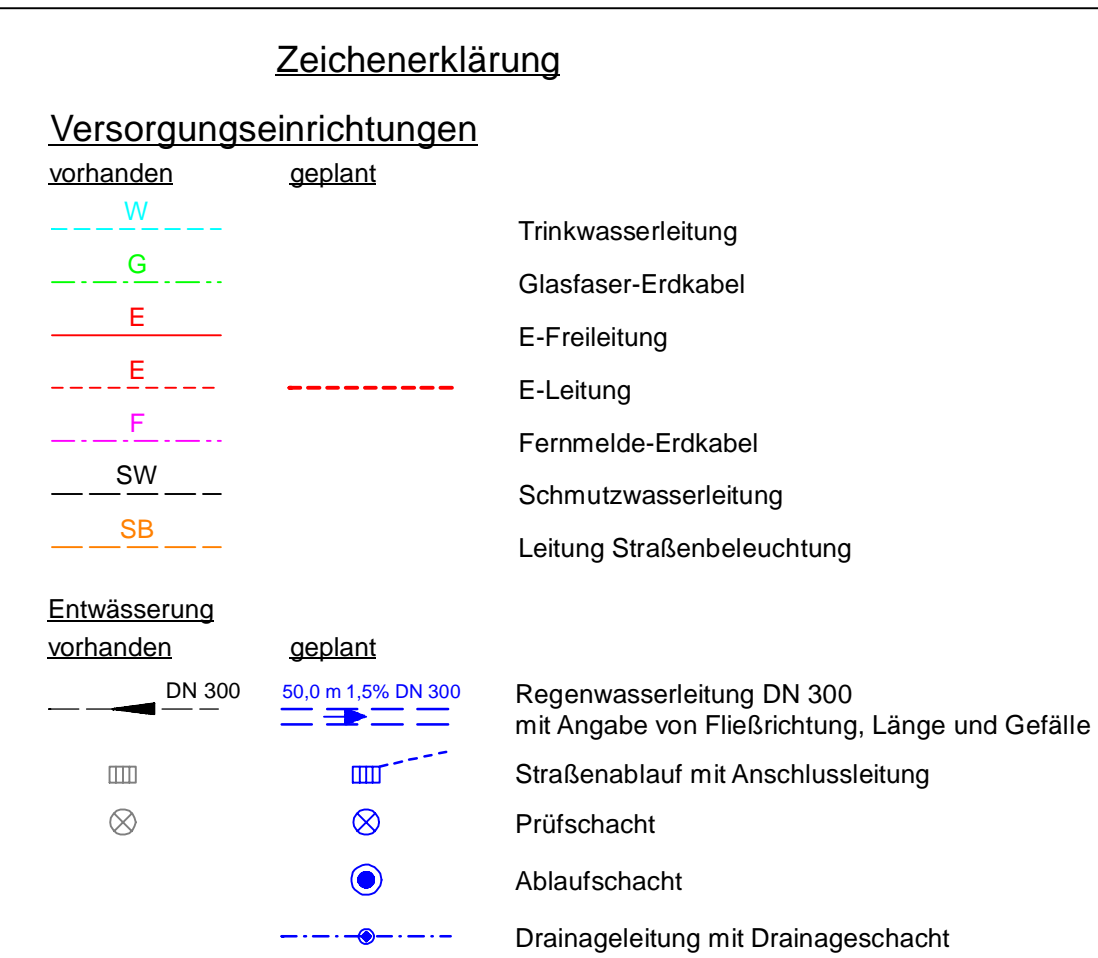 Zeichenerklärung
Versorgungseinrichtungen
vorhanden geplant
W
Trinkwasserleitung
G
Glasfaser-Erdkabel
E
E-Freileitung
E
E-Leitung
F
Fernmelde-Erdkabel
SW
Schmutzwasserleitung
SB
Leitung Straßenbeleuchtung
Entwässerung
vorhanden geplant
DN 300 50,0 m 1,5% DN 300 Regenwasserleitung DN 300
mit Angabe von Fließrichtung, Länge und Gefälle
Straßenablauf mit Anschlussleitung
Prüfschacht
Ablaufschacht
Drainageleitung mit Drainageschacht